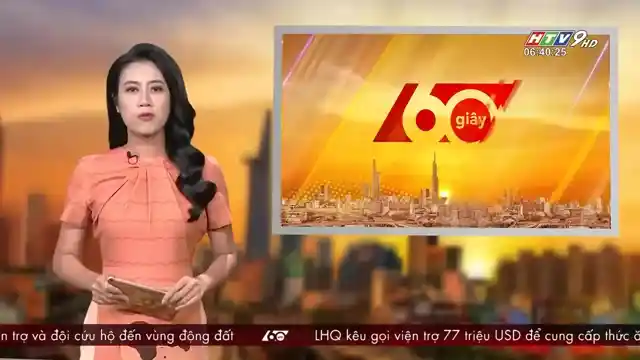 HTV9 HD
06:40:25
60 giây
n trợ và đội cứu hộ đến vùng động đất 60 LHQ kêu gọi viện trợ 77 triệu USD để cung cấp thức ă